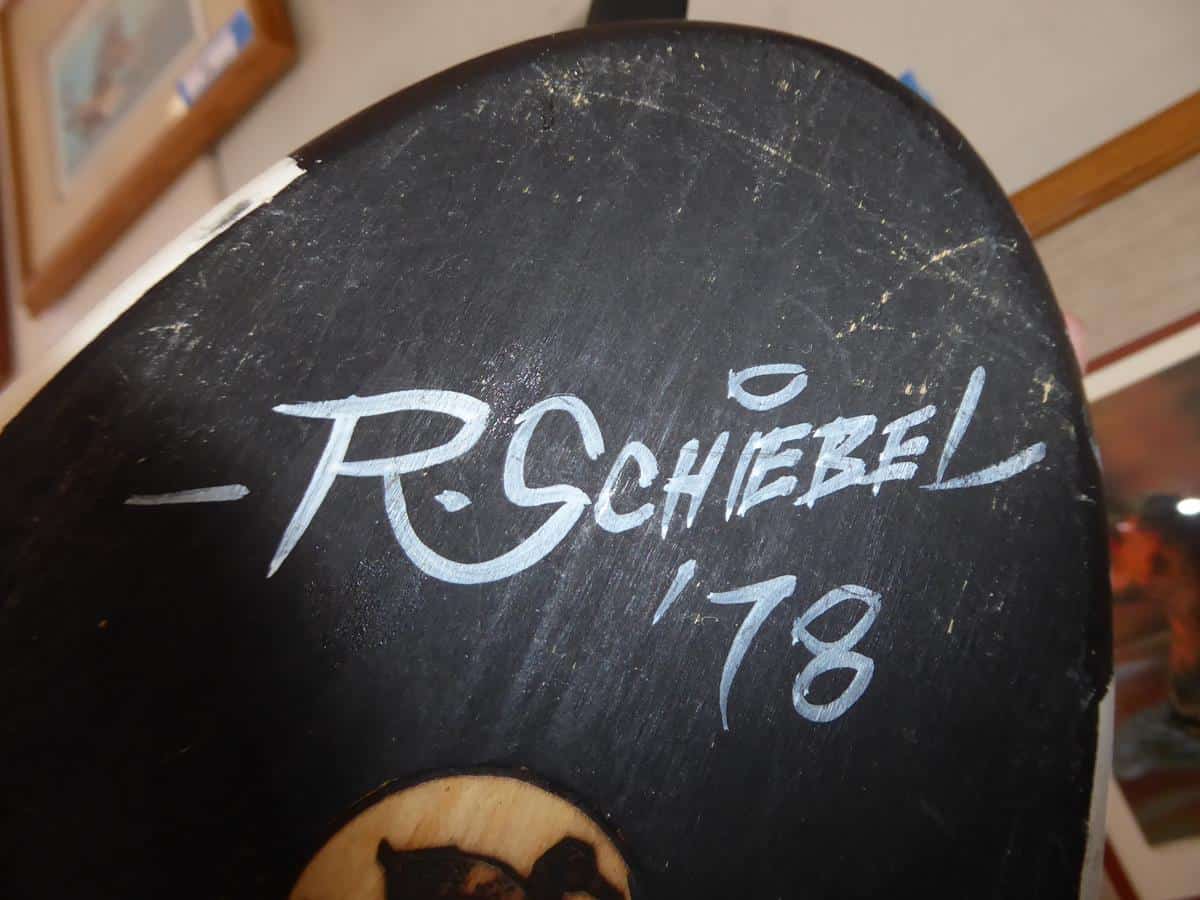 — R. SCHIEBEL
'78